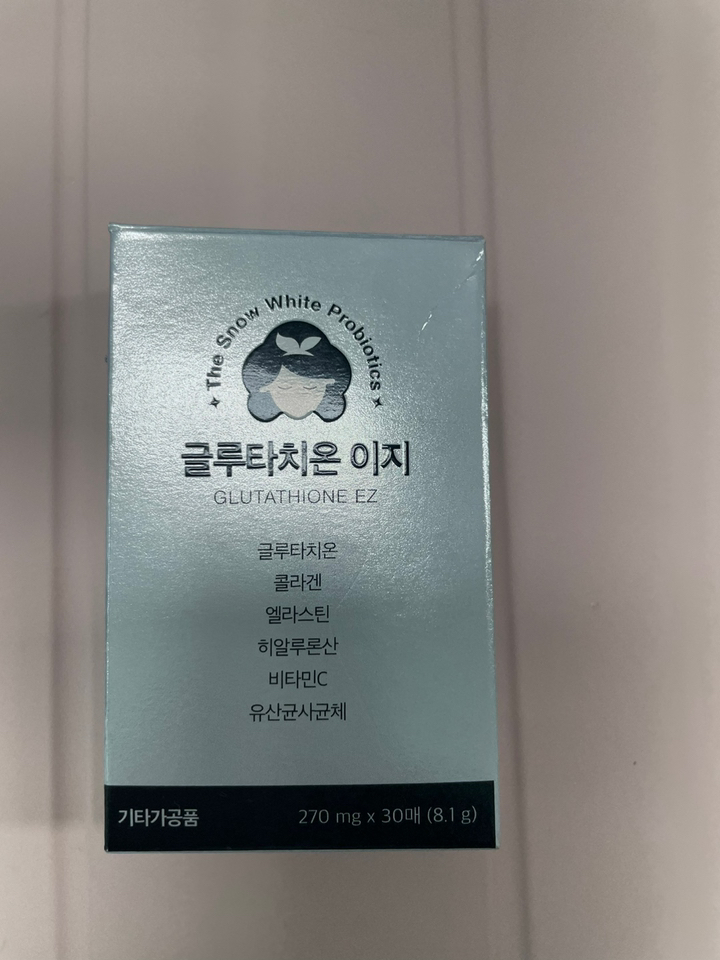 The Snow White Probiotics
글루타치온 이지
GLUTATHIONE EZ
글루타치온
콜라겐
엘라스틴
히알루론산
비타민C
유산균사균체
기타가공품 270 mg x 30매 (8.1 g)